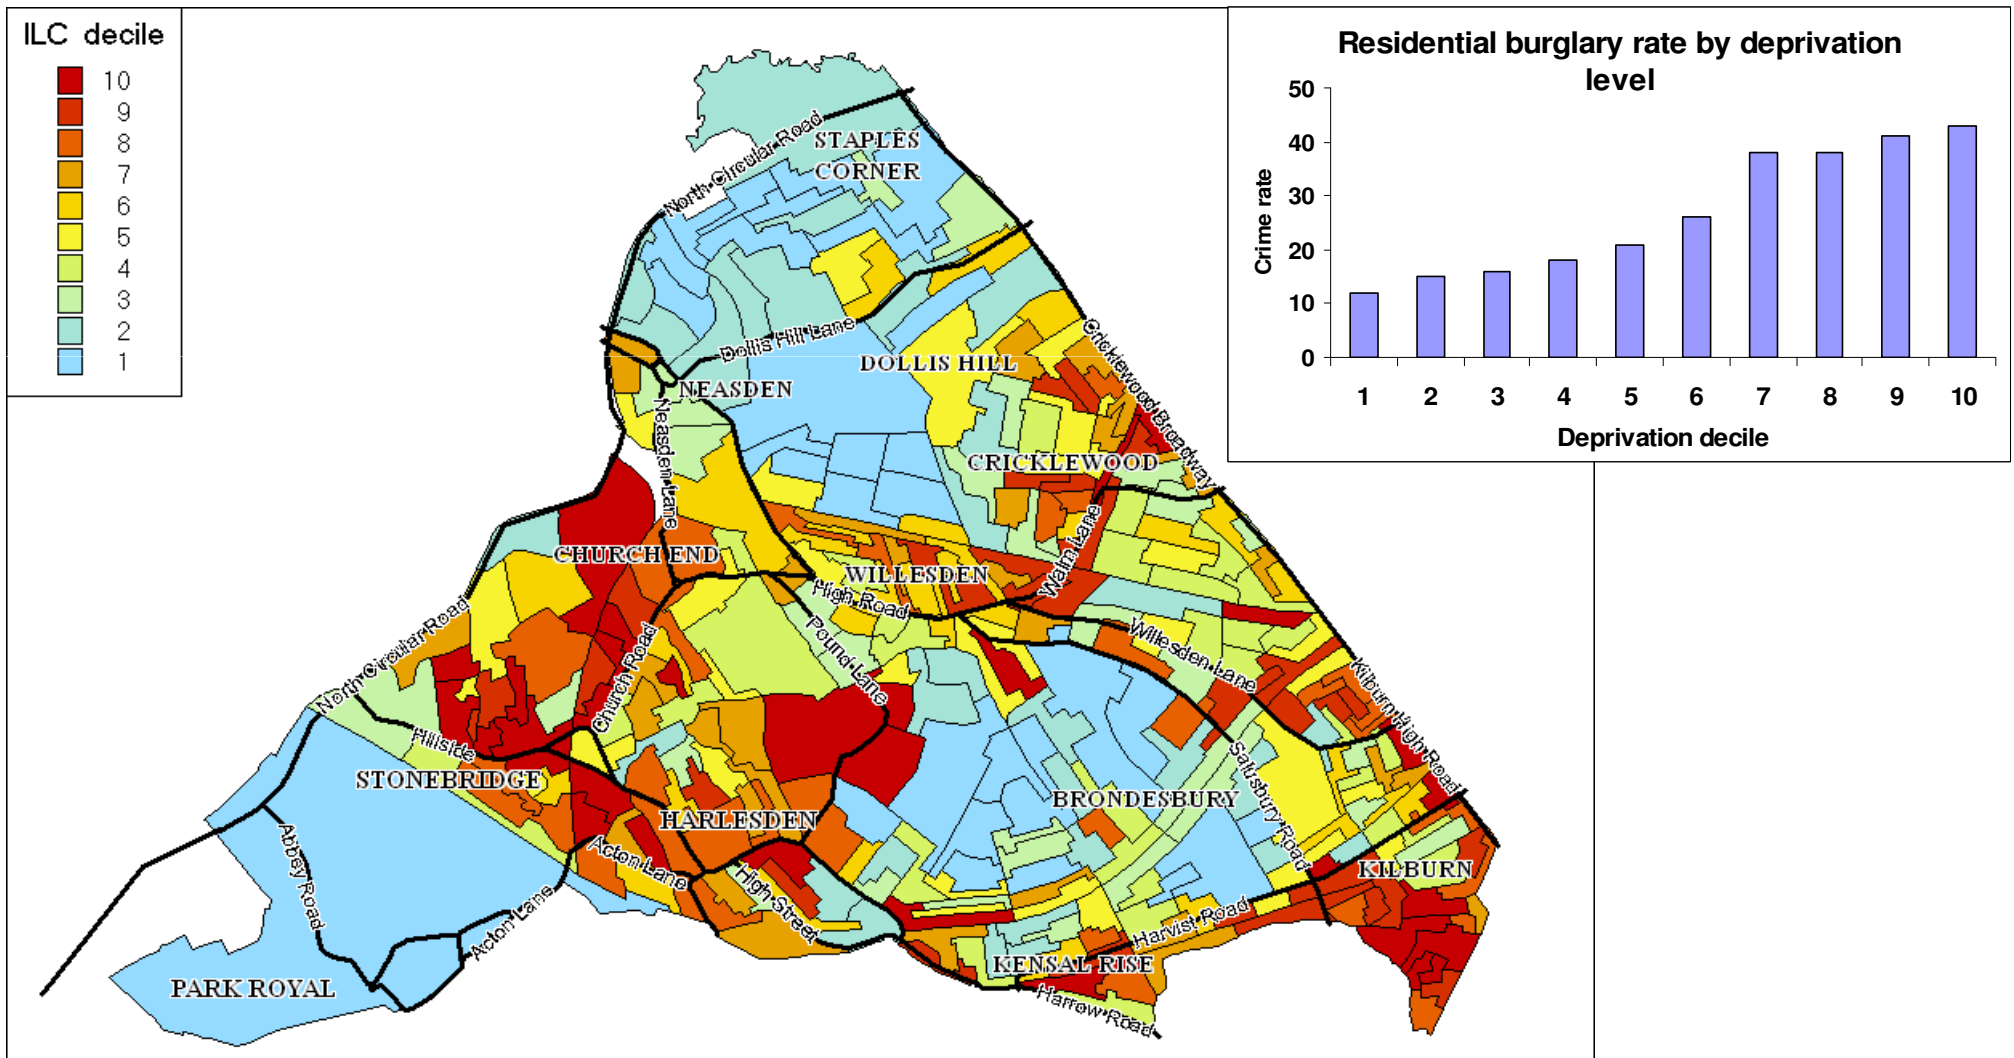 ILC decile
10
9
8
7
6
5
4
3
2
1
Residential burglary rate by deprivation
level
Crime rate
50
40
30
20
10
0
1 2 3 4 5 6 7 8 9 10
Deprivation decile
North Circular Road
STAPLES
CORNER
Dollis Hill Lane
DOLLIS HILL
NEASDEN
Neasden Lane
Cricklewood Broadway
CRICKLEWOOD
CHURCH END
WILLESDEN
Walm Lane
High Road
North Circular Road
Church Road
Pound Lane
Willesden Lane
Kilburn High Road
Hillside
STONEBRIDGE
HARLESDEN
BRONDESBURY
Salusbury Road
Acton Lane
KILBURN
Abbey Road
High Street
Acton Lane
Harvist Road
KENSAL RISE
PARK ROYAL
Harrow Road